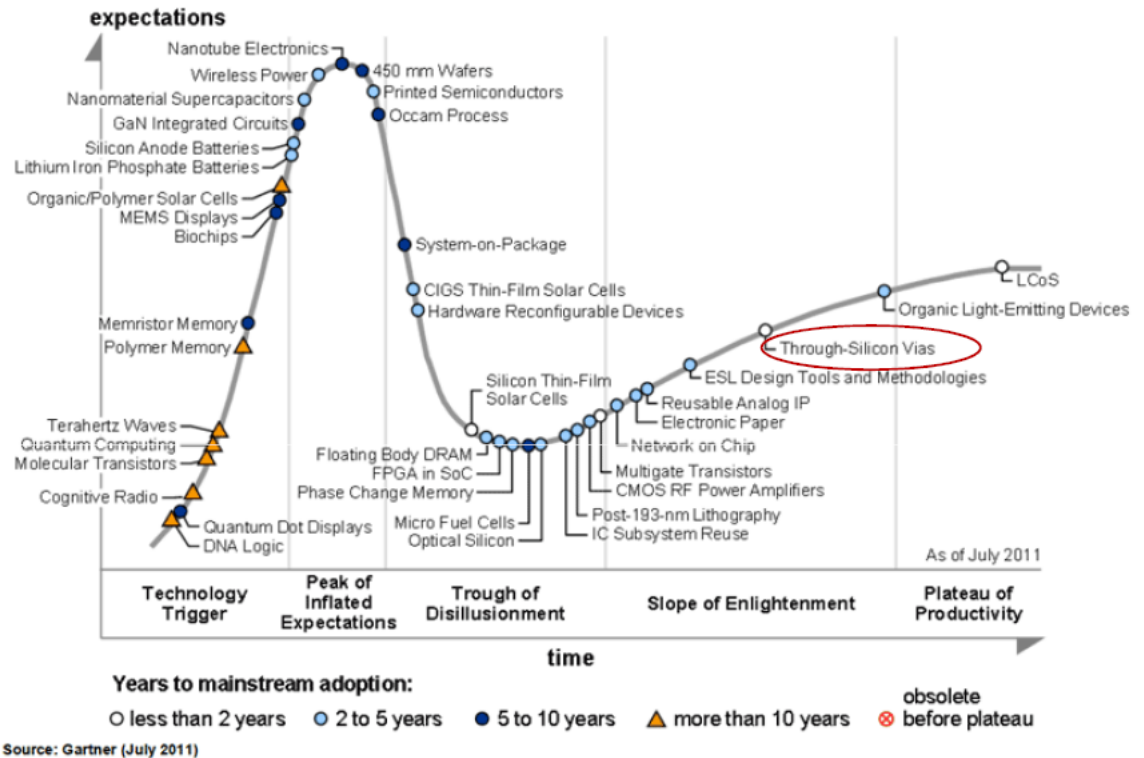 expectations
Nanotube Electronics
Wireless Power
450 mm Wafers
Printed Semiconductors
Nanomaterial Supercapacitors
Occam Process
GaN Integrated Circuits
Silicon Anode Batteries
Lithium Iron Phosphate Batteries
Organic/Polymer Solar Cells
MEMS Displays
Biochips
System-on-Package
LCoS
CIGS Thin-Film Solar Cells
Hardware Reconfigurable Devices
Organic Light-Emitting Devices
Memristor Memory
Polymer Memory
Through-Silicon Vias
ESL Design Tools and Methodologies
Silicon Thin-Film
Solar Cells
Reusable Analog IP
Electronic Paper
Terahertz Waves
Quantum Computing
Molecular Transistors
Network on Chip
Floating Body DRAM
FPGA in SoC
Phase Change Memory
Multigate Transistors
CMOS RF Power Amplifiers
Cognitive Radio
Post-193-nm Lithography
IC Subsystem Reuse
Micro Fuel Cells
Optical Silicon
Quantum Dot Displays
DNA Logic
As of July 2011
Technology
Trigger
Peak of
Inflated
Expectations
Trough of
Disillusionment
Slope of Enlightenment
Plateau of
Productivity
time
Years to mainstream adoption:
less than 2 years
2 to 5 years
5 to 10 years
more than 10 years
obsolete
before plateau
Source: Gartner (July 2011)